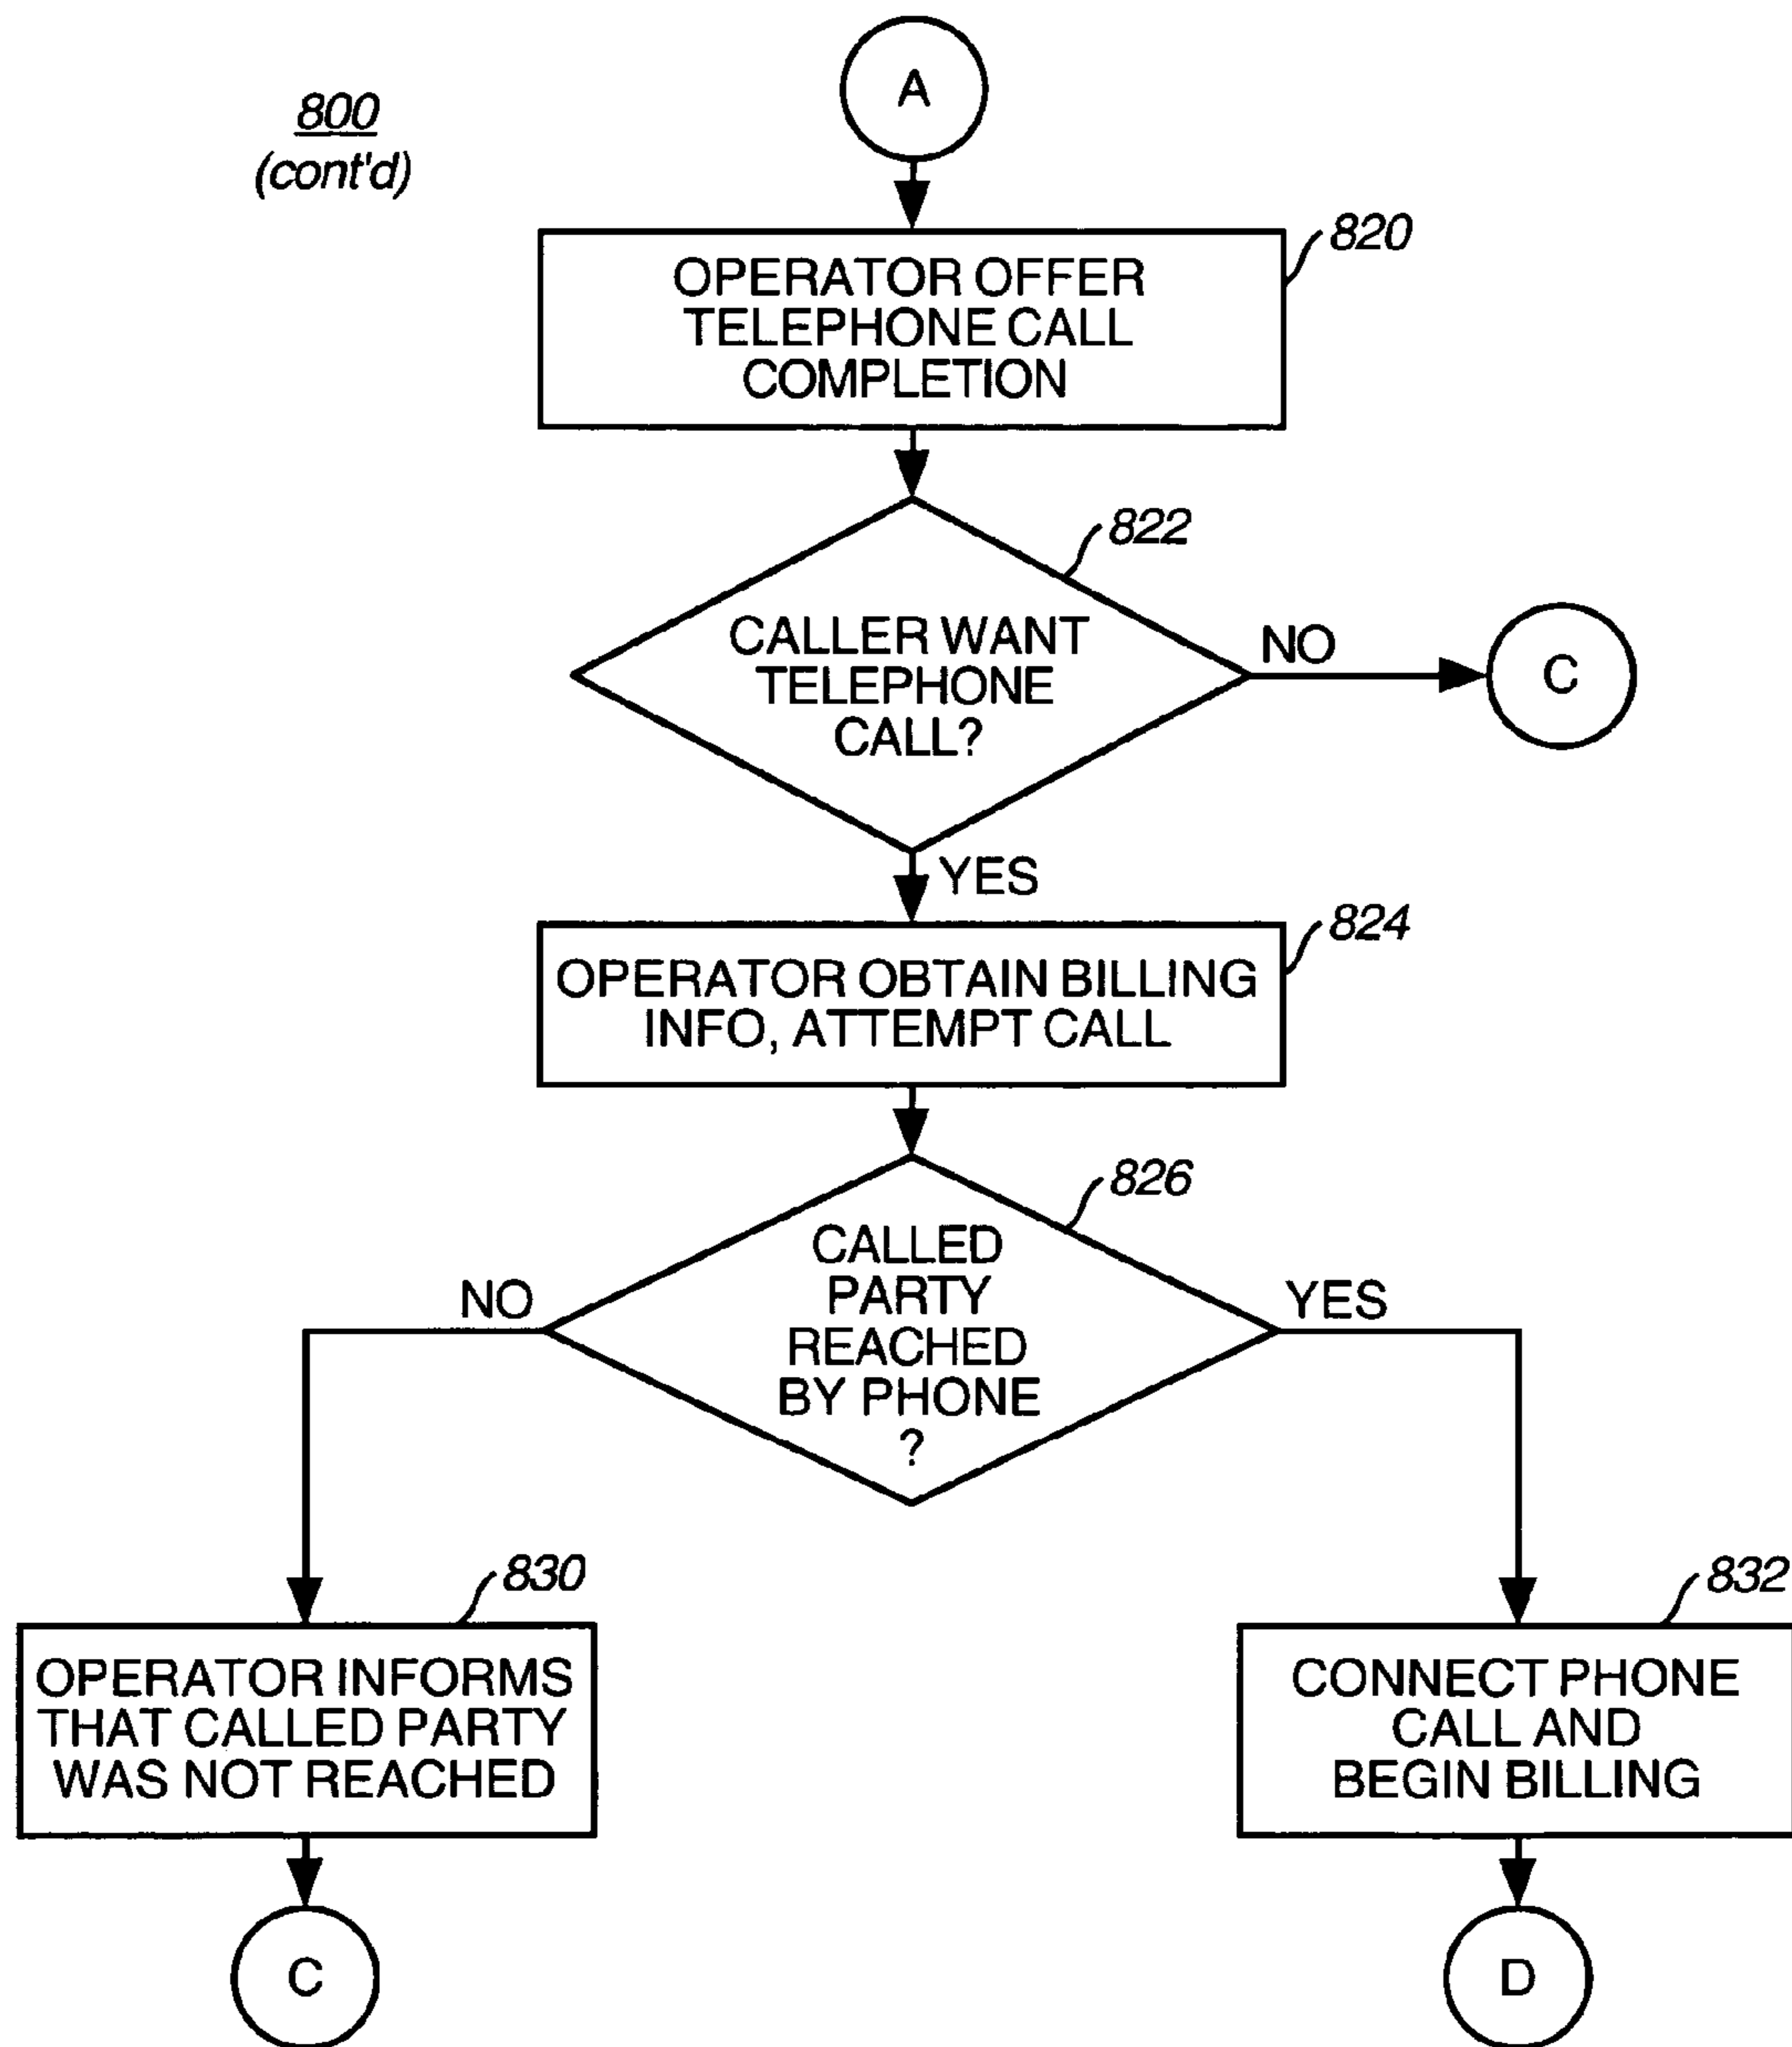 A
800
(cont'd)
820
OPERATOR OFFER
TELEPHONE CALL
COMPLETION
822
CALLER WANT
TELEPHONE
CALL?
NO
C
YES
824
OPERATOR OBTAIN BILLING
INFO, ATTEMPT CALL
826
CALLED
PARTY
REACHED
BY PHONE
?
NO
YES
830
OPERATOR INFORMS
THAT CALLED PARTY
WAS NOT REACHED
832
CONNECT PHONE
CALL AND
BEGIN BILLING
C
D